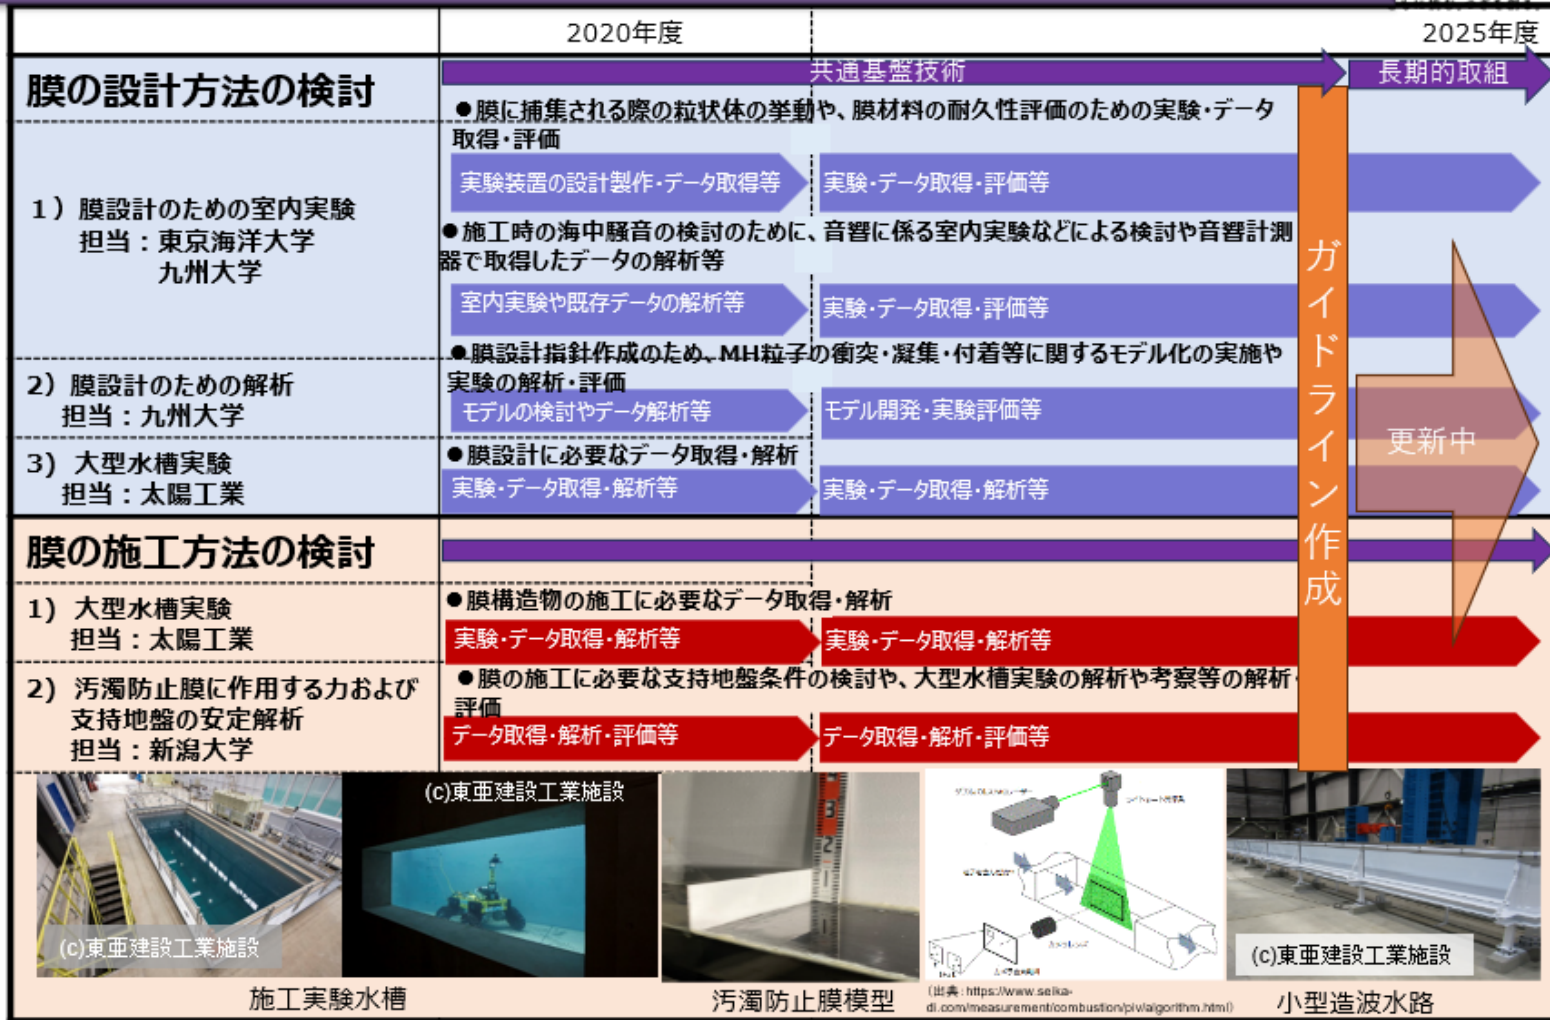 2020年度
2025年度
膜の設計方法の検討
共通基盤技術
長期的取組
●膜に捕集される際の粒状体の挙動や、膜材料の耐久性評価のための実験・データ
取得・評価
1）膜設計のための室内実験
担当：東京海洋大学
九州大学
実験装置の設計製作・データ取得等
実験・データ取得・評価等
●施工時の海中騒音の検討のために、音響に係る室内実験などによる検討や音響計測
器で取得したデータの解析等
室内実験や既存データの解析等
実験・データ取得・評価等
●膜設計指針作成のため、MH粒子の衝突・凝集・付着等に関するモデル化の実施や
実験の解析・評価
2）膜設計のための解析
担当：九州大学
モデルの検討やデータ解析等
モデル開発・実験評価等
3）大型水槽実験
担当：太陽工業
●膜設計に必要なデータ取得・解析
実験・データ取得・解析等
実験・データ取得・解析等
ガイドライン作成
更新中
膜の施工方法の検討
1）大型水槽実験
担当：太陽工業
●膜構造物の施工に必要なデータ取得・解析
実験・データ取得・解析等
実験・データ取得・解析等
2）汚濁防止膜に作用する力および
支持地盤の安定解析
担当：新潟大学
●膜の施工に必要な支持地盤条件の検討や、大型水槽実験の解析や考察等の解析・
評価
データ取得・解析・評価等
データ取得・解析・評価等
(c)東亜建設工業施設
(c)東亜建設工業施設
(c)東亜建設工業施設
施工実験水槽
汚濁防止膜模型
（出典：https://www.seika-
di.com/measurement/combustion/piv/algorithm.html）
小型造波水路